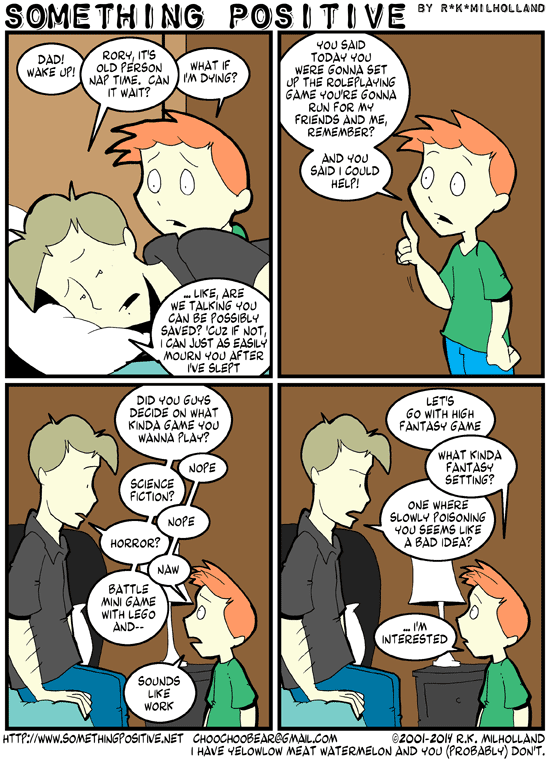 SOMETHING POSITIVE BY R*K*MILHOLLAND
DAD!
WAKE UP!
RORY, IT'S
OLD PERSON
NAP TIME. CAN
IT WAIT?
WHAT IF
I'M DYING?
... LIKE, ARE
WE TALKING YOU
CAN BE POSSIBLY
SAVED? 'CUZ IF NOT,
I CAN JUST AS EASILY
MOURN YOU AFTER
I'VE SLEPT
YOU SAID
TODAY YOU
WERE GONNA SET
UP THE ROLEPLAYING
GAME YOU'RE GONNA
RUN FOR MY
FRIENDS AND ME,
REMEMBER?
AND YOU
SAID I COULD
HELP!
DID YOU GUYS
DECIDE ON WHAT
KINDA GAME YOU
WANNA PLAY?
NOPE
SCIENCE
FICTION?
NOPE
HORROR?
NAW
BATTLE
MINI GAME
WITH LEGO
AND--
SOUNDS
LIKE
WORK
LET'S
GO WITH HIGH
FANTASY GAME
WHAT KINDA
FANTASY
SETTING?
ONE WHERE
SLOWLY POISONING
YOU SEEMS LIKE
A BAD IDEA?
... I'M
INTERESTED
HTTP://WWW.SOMETHINGPOSITIVE.NET CHOOCHOOBEAR@GMAIL.COM ©2001-2014 R.K. MILHOLLAND
I HAVE YELOWLOW MEAT WATERMELON AND YOU (PROBABLY) DON'T.